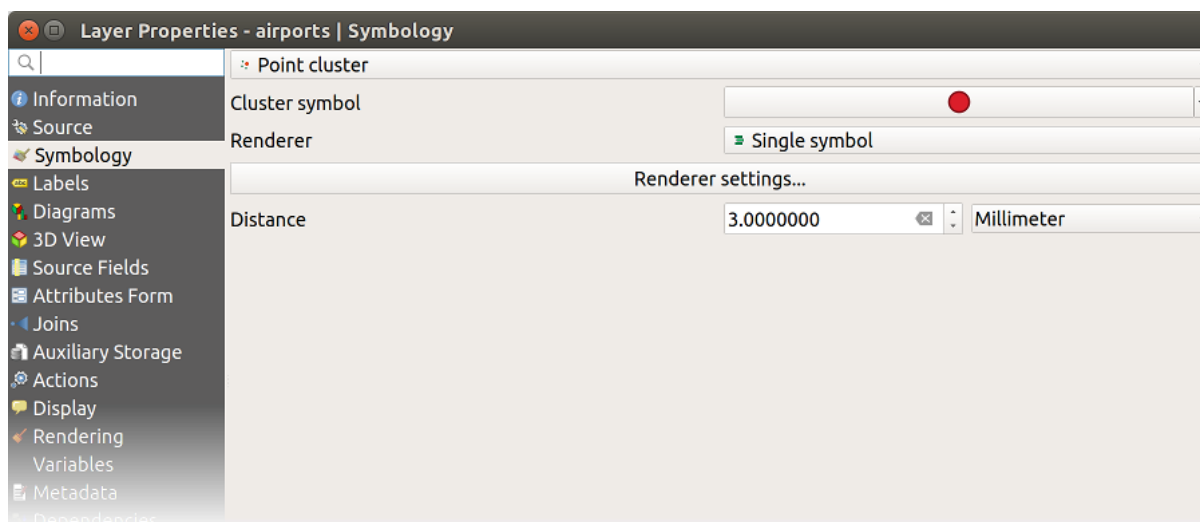 Layer Properties - airports | Symbology
Point cluster
Information
Cluster symbol
Source
Renderer
Single symbol
Symbology
Labels
Renderer settings...
Diagrams
Distance
3.0000000
Millimeter
3D View
Source Fields
Attributes Form
Joins
Auxiliary Storage
Actions
Display
Rendering
Variables
Metadata
Dependencies